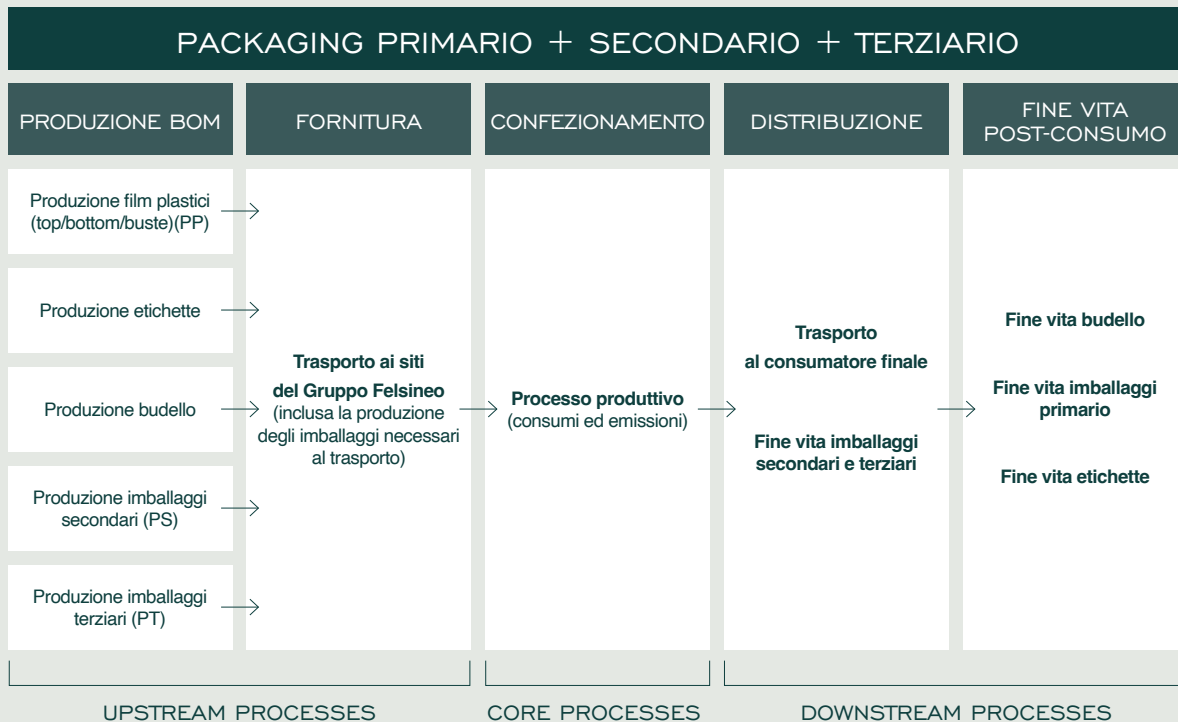 PACKAGING PRIMARIO + SECONDARIO + TERZIARIO
PRODUZIONE BOM
FORNITURA
CONFEZIONAMENTO
DISTRIBUZIONE
FINE VITA
POST-CONSUMO
Produzione film plastici
(top/bottom/buste)(PP)
Produzione etichette
Produzione budello
Produzione imballaggi
secondari (PS)
Produzione imballaggi
terziari (PT)
Trasporto ai siti
del Gruppo Felsineo
(inclusa la produzione
degli imballaggi necessari
al trasporto)
Processo produttivo
(consumi ed emissioni)
Trasporto
al consumatore finale
Fine vita imballaggi
secondari e terziari
Fine vita budello
Fine vita imballaggi
primario
Fine vita etichette
UPSTREAM PROCESSES
CORE PROCESSES
DOWNSTREAM PROCESSES